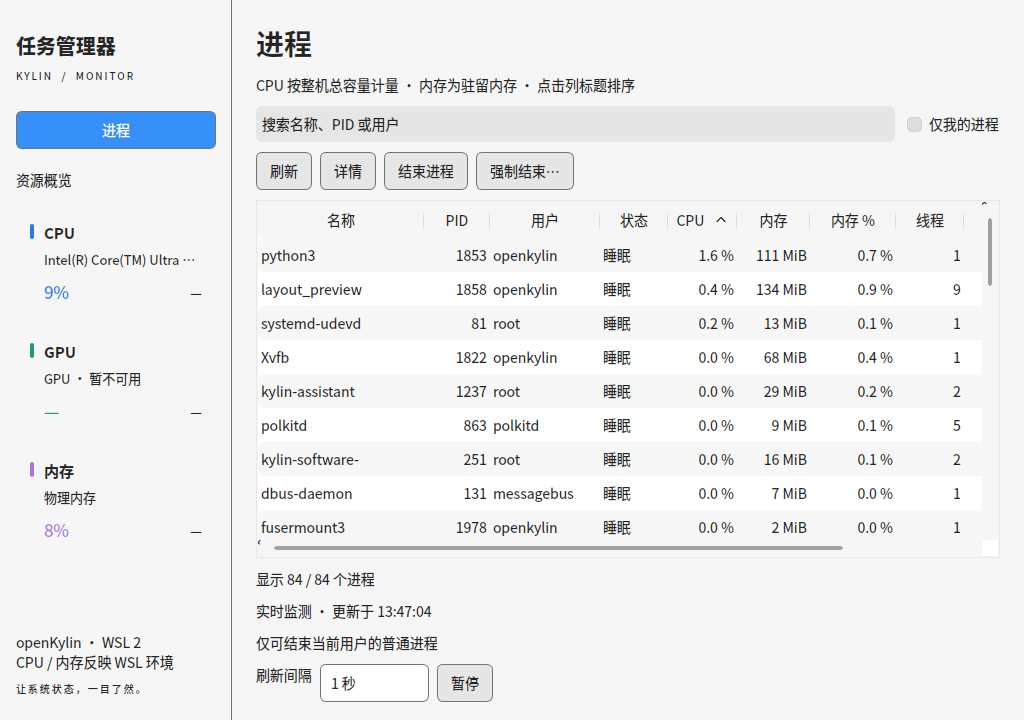 任务管理器
KYLIN / MONITOR
进程
资源概览
CPU
Intel(R) Core(TM) Ultra ···
9% —
GPU
GPU · 暂不可用
— —
内存
物理内存
8% —
openKylin · WSL 2
CPU / 内存反映 WSL 环境
让系统状态，一目了然。
进程
CPU 按整机总容量计量 · 内存为驻留内存 · 点击列标题排序
搜索名称、PID 或用户 仅我的进程
刷新 详情 结束进程 强制结束···
名称 PID 用户 状态 CPU 内存 内存 % 线程
python3 1853 openkylin 睡眠 1.6 % 111 MiB 0.7 % 1
layout_preview 1858 openkylin 睡眠 0.4 % 134 MiB 0.9 % 9
systemd-udevd 81 root 睡眠 0.2 % 13 MiB 0.1 % 1
Xvfb 1822 openkylin 睡眠 0.0 % 68 MiB 0.4 % 1
kylin-assistant 1237 root 睡眠 0.0 % 29 MiB 0.2 % 2
polkitd 863 polkitd 睡眠 0.0 % 9 MiB 0.1 % 5
kylin-software- 251 root 睡眠 0.0 % 16 MiB 0.1 % 2
dbus-daemon 131 messagebus 睡眠 0.0 % 7 MiB 0.0 % 1
fusermount3 1978 openkylin 睡眠 0.0 % 2 MiB 0.0 % 1
显示 84 / 84 个进程
实时监测 · 更新于 13:47:04
仅可结束当前用户的普通进程
刷新间隔 1 秒 暂停